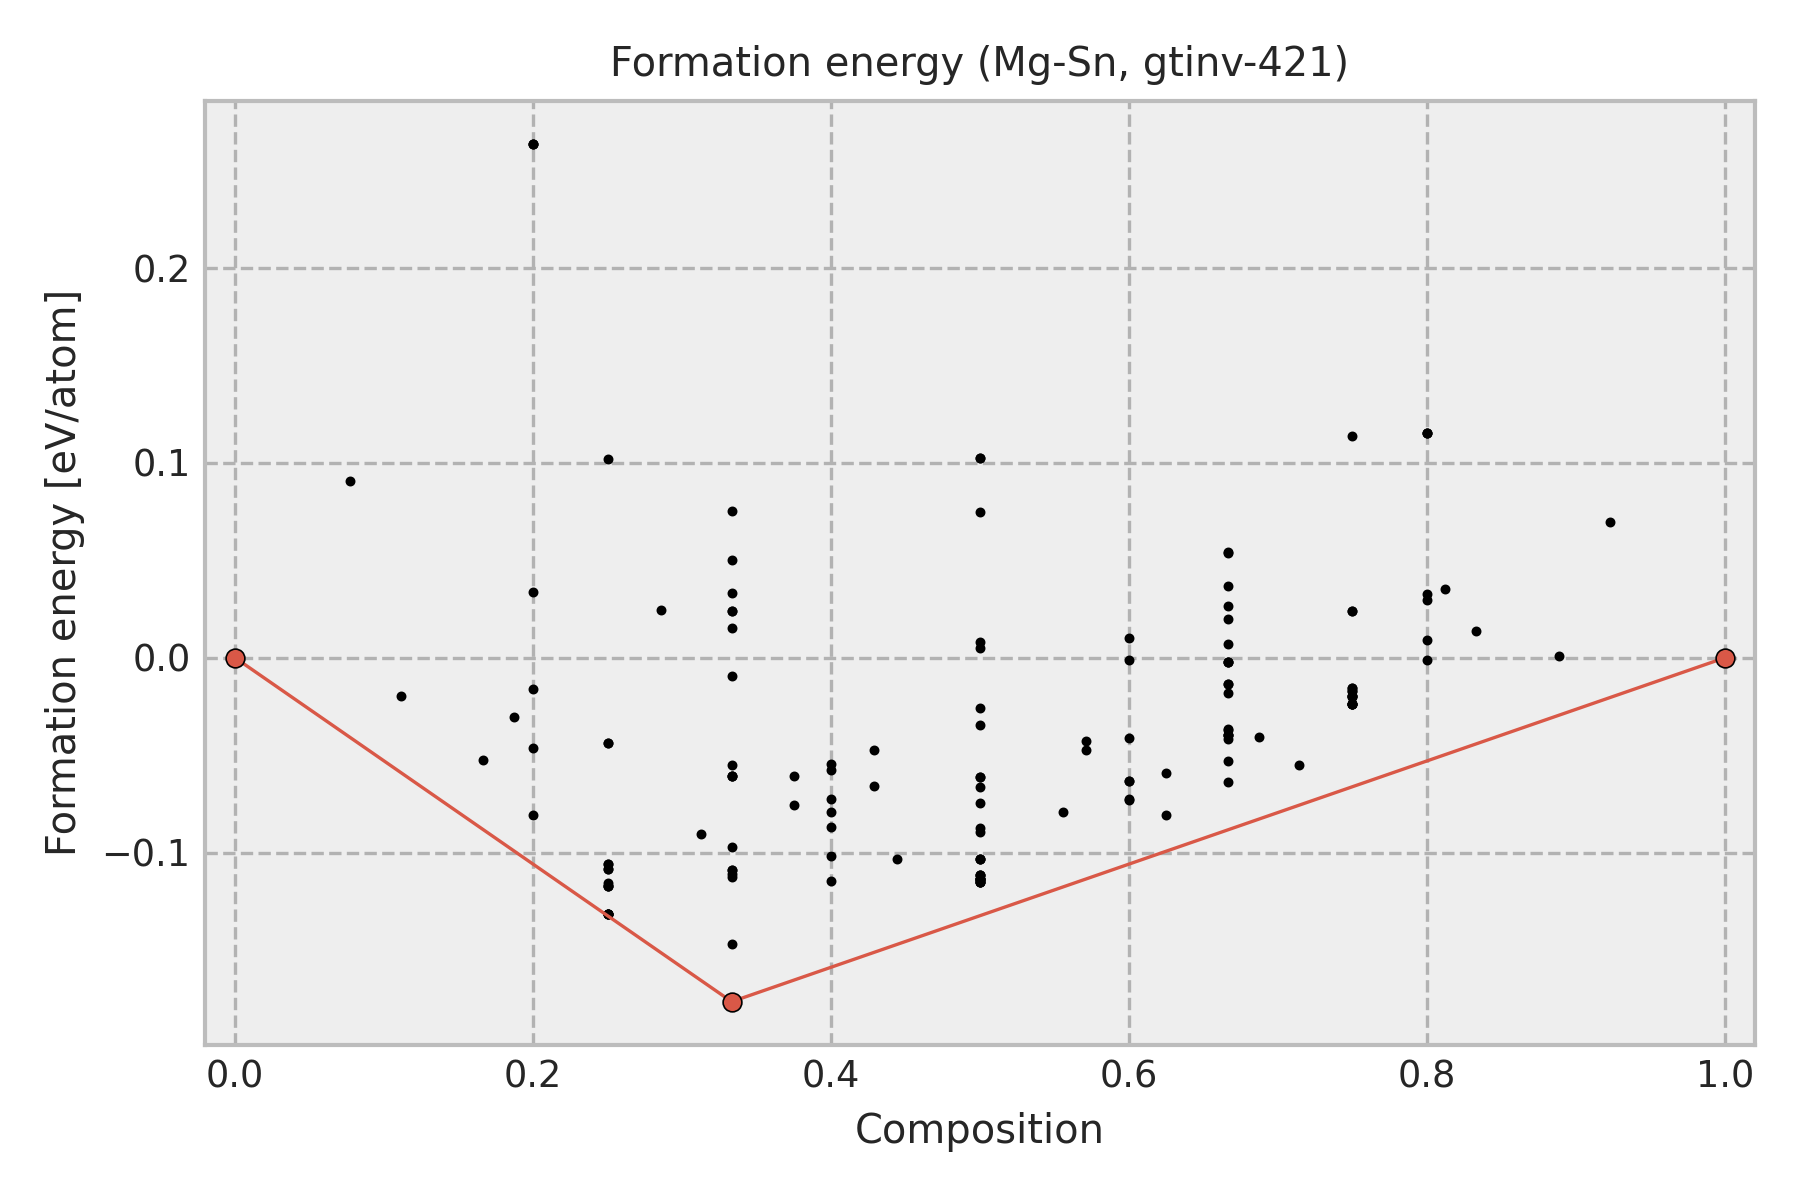 Formation energy (Mg-Sn, gtinv-421)
Formation energy [eV/atom]
0.2
0.1
0.0
−0.1
0.0 0.2 0.4 0.6 0.8 1.0
Composition